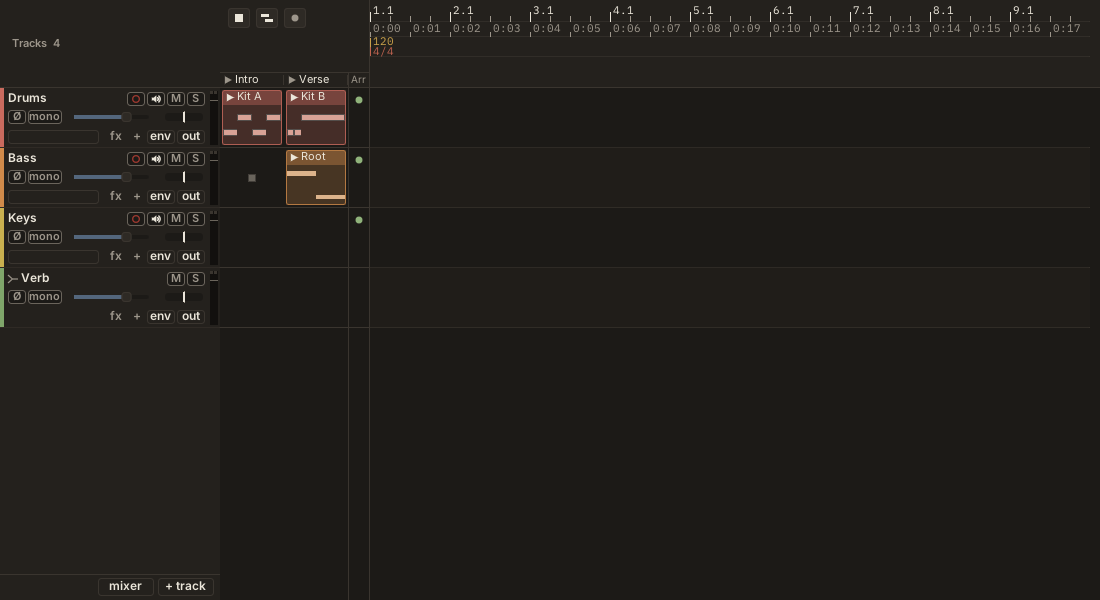 1.1 2.1 3.1 4.1 5.1 6.1 7.1 8.1 9.1
0:00 0:01 0:02 0:03 0:04 0:05 0:06 0:07 0:08 0:09 0:10 0:11 0:12 0:13 0:14 0:15 0:16 0:17
Tracks 4
120
4/4
Intro Verse Arr
Drums M S Kit A Kit B
Ø mono
fx + env out
Bass M S Root
Ø mono
fx + env out
Keys M S
Ø mono
fx + env out
Verb M S
Ø mono
fx + env out
mixer + track